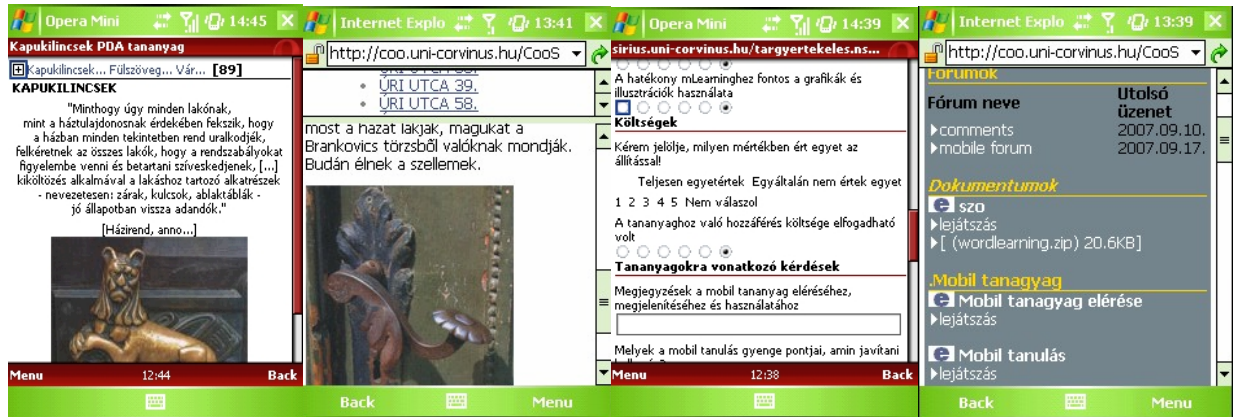 Opera Mini 14:45
Kapukilincsek PDA tananyag
Kapukilincsek... Fülszöveg... Vár... [89]
KAPUKILINCSEK
"Minthogy úgy minden lakónak,
mint a háztulajdonosnak érdekében fekszik, hogy
a házban minden tekintetben rend uralkodjék,
felkéretnek az összes lakók, hogy a rendszabályokat
figyelembe venni és betartani szíveskedjenek, [...]
kiköltözés alkalmával a lakáshoz tartozó alkatrészek
- nevezetesen: zárak, kulcsok, ablaktáblák -
jó állapotban vissza adandók."
[Házirend, anno...]
Menu 12:44 Back
Internet Explo 13:41
http://coo.uni-corvinus.hu/CooS
ÚRI UTCA 39.
ÚRI UTCA 58.
most a házat lakják, magukat a
Brankovics törzsből valóknak mondják.
Budán élnek a szellemek.
Back Menu
Opera Mini 14:39
sirius.uni-corvinus.hu/targyertekeles.ns...
A hatékony mLearninghez fontos a grafikák és
illusztrációk használata
Költségek
Kérem jelölje, milyen mértékben ért egyet az
állítással!
Teljesen egyetértek Egyáltalán nem értek egyet
1 2 3 4 5 Nem válaszol
A tananyaghoz való hozzáférés költsége elfogadható
volt
Tananyagokra vonatkozó kérdések
Megjegyzések a mobil tananyag eléréséhez,
megjelenítéséhez és használatához
Melyek a mobil tanulás gyenge pontjai, amin javítani
Menu 12:38 Back
Internet Explo 13:39
http://coo.uni-corvinus.hu/CooS
Fórumok
Fórum neve Utolsó
üzenet
comments 2007.09.10.
mobile forum 2007.09.17.
Dokumentumok
szo
lejátszás
[ (wordlearning.zip) 20.6KB]
.Mobil tanagyag
Mobil tanagyag elérése
lejátszás
Mobil tanulás
lejátszás
Back Menu